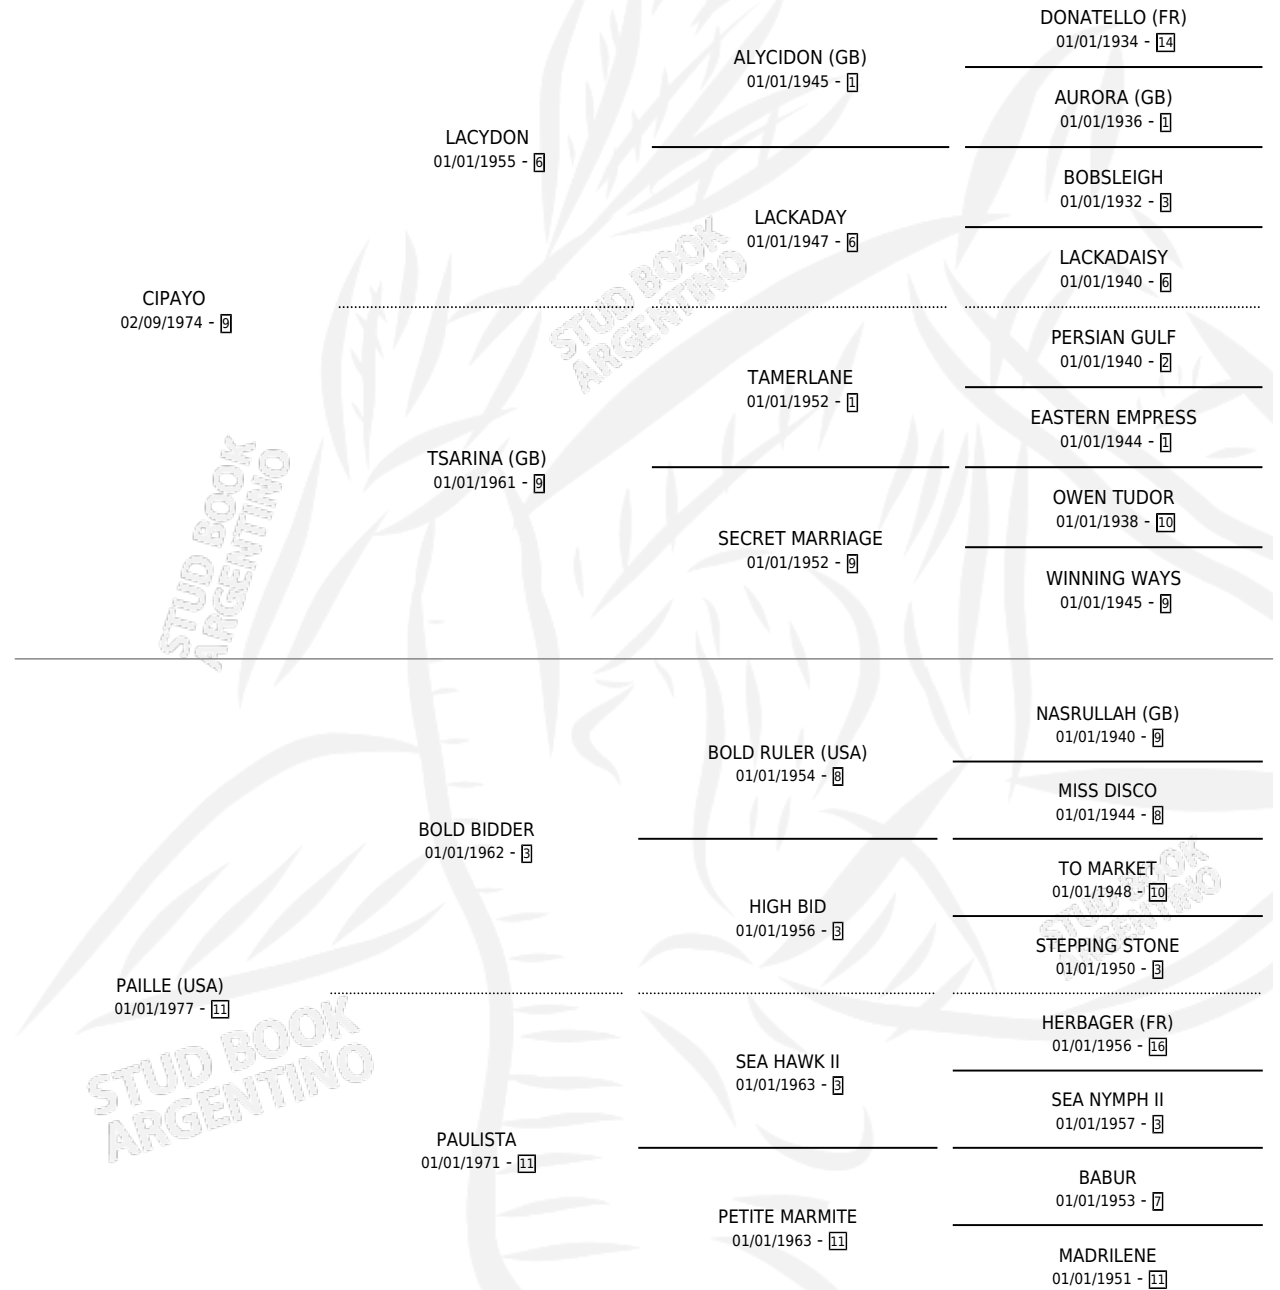 DONATELLO (FR)
01/01/1934 - 14
ALYCIDON (GB)
01/01/1945 - 1
AURORA (GB)
01/01/1936 - 1
LACYDON
01/01/1955 - 6
BOBSLEIGH
01/01/1932 - 3
LACKADAY
01/01/1947 - 6
LACKADAISY
01/01/1940 - 6
CIPAYO
02/09/1974 - 9
PERSIAN GULF
01/01/1940 - 2
TAMERLANE
01/01/1952 - 1
EASTERN EMPRESS
01/01/1944 - 1
TSARINA (GB)
01/01/1961 - 9
OWEN TUDOR
01/01/1938 - 10
SECRET MARRIAGE
01/01/1952 - 9
WINNING WAYS
01/01/1945 - 9
NASRULLAH (GB)
01/01/1940 - 9
BOLD RULER (USA)
01/01/1954 - 8
MISS DISCO
01/01/1944 - 8
BOLD BIDDER
01/01/1962 - 3
TO MARKET
01/01/1948 - 10
HIGH BID
01/01/1956 - 3
STEPPING STONE
01/01/1950 - 3
PAILLE (USA)
01/01/1977 - 11
HERBAGER (FR)
01/01/1956 - 16
SEA HAWK II
01/01/1963 - 3
SEA NYMPH II
01/01/1957 - 3
PAULISTA
01/01/1971 - 11
BABUR
01/01/1953 - 7
PETITE MARMITE
01/01/1963 - 11
MADRILENE
01/01/1951 - 11
STUD BOOK
ARGENTINO
STUD BOOK
ARGENTINO
STUD BOOK
ARGENTINO
STUD BOOK
ARGENTINO